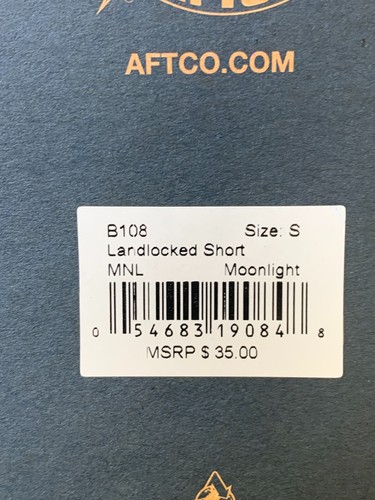 AFTCO.COM
B108 Size: S
Landlocked Short
MNL Moonlight
0 54683 19084 8
MSRP $ 35.00